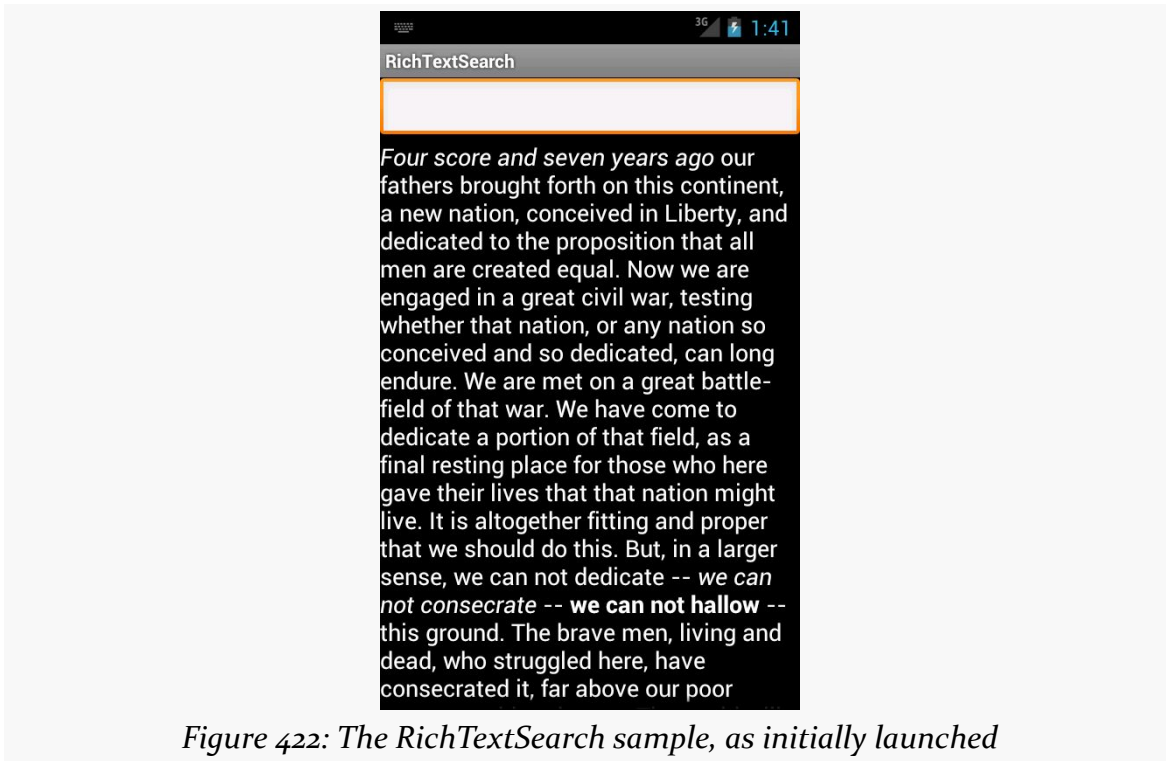 3G 1:41
RichTextSearch
Four score and seven years ago our
fathers brought forth on this continent,
a new nation, conceived in Liberty, and
dedicated to the proposition that all
men are created equal. Now we are
engaged in a great civil war, testing
whether that nation, or any nation so
conceived and so dedicated, can long
endure. We are met on a great battle-
field of that war. We have come to
dedicate a portion of that field, as a
final resting place for those who here
gave their lives that that nation might
live. It is altogether fitting and proper
that we should do this. But, in a larger
sense, we can not dedicate -- we can
not consecrate -- we can not hallow --
this ground. The brave men, living and
dead, who struggled here, have
consecrated it, far above our poor
Figure 422: The RichTextSearch sample, as initially launched